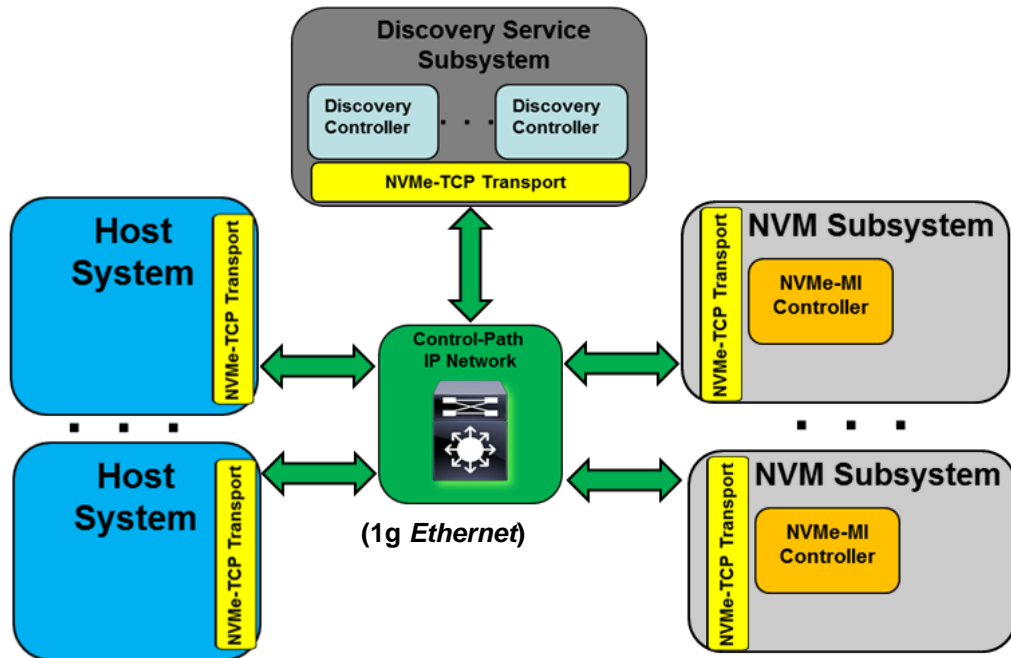 Discovery Service
Subsystem
Discovery
Controller
. . .
Discovery
Controller
NVMe-TCP Transport
Host
System
NVMe-TCP Transport
NVMe-TCP Transport
NVM Subsystem
NVMe-MI
Controller
Control-Path
IP Network
. . .
. . .
Host
System
NVMe-TCP Transport
(1g Ethernet)
NVMe-TCP Transport
NVM Subsystem
NVMe-MI
Controller